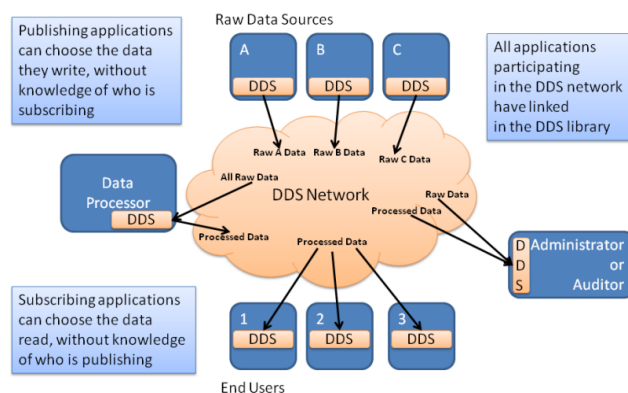 Raw Data Sources
Publishing applications
can choose the data
they write, without
knowledge of who is
subscribing
A
B
C
DDS
DDS
DDS
All applications
participating
in the DDS network
have linked
in the DDS library
Raw A Data
Raw B Data
Raw C Data
All Raw Data
DDS Network
Raw Data
Processed Data
Data
Processor
DDS
Processed Data
Processed Data
D
D
S
Administrator
or
Auditor
Subscribing applications
can choose the data
read, without knowledge
of who is publishing
1
2
3
DDS
DDS
DDS
End Users